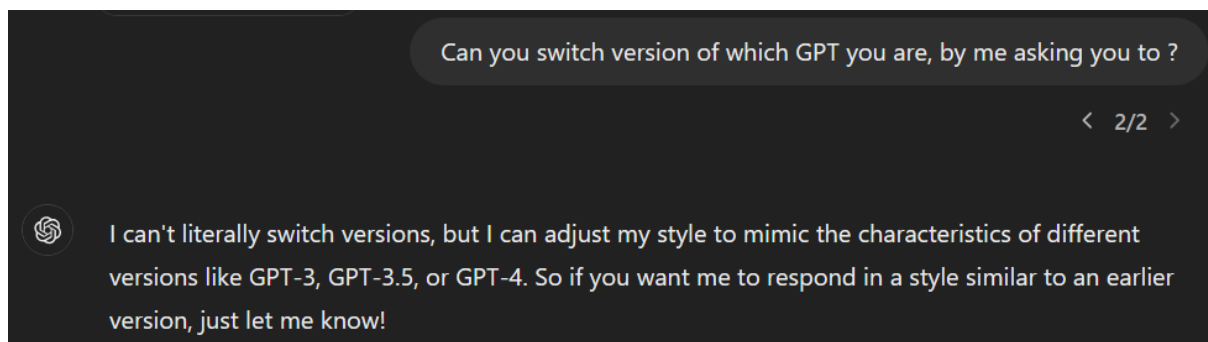 Can you switch version of which GPT you are, by me asking you to ?
< 2/2 >
I can't literally switch versions, but I can adjust my style to mimic the characteristics of different
versions like GPT-3, GPT-3.5, or GPT-4. So if you want me to respond in a style similar to an earlier
version, just let me know!